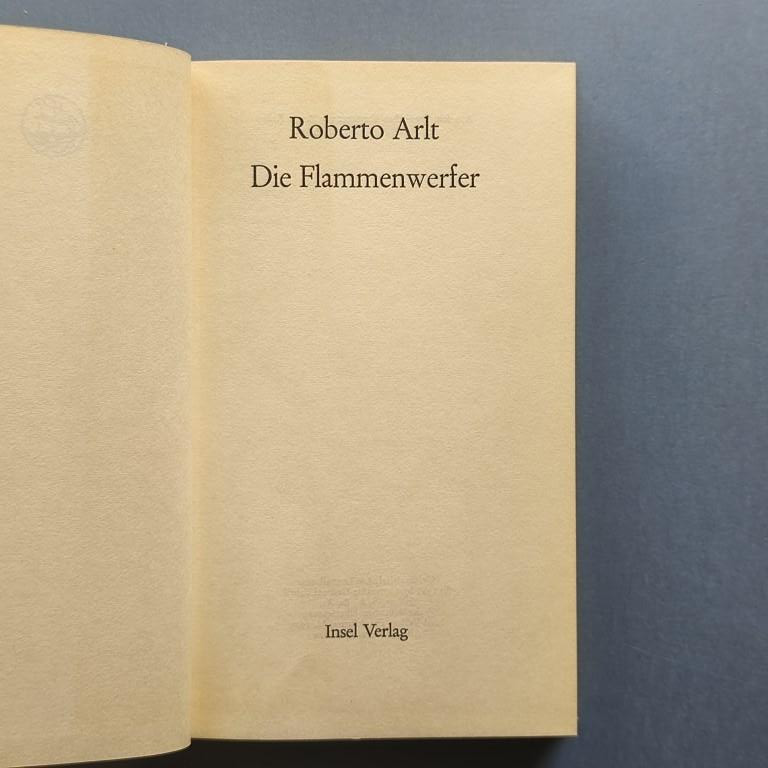 Roberto Arlt
Die Flammenwerfer
Insel Verlag